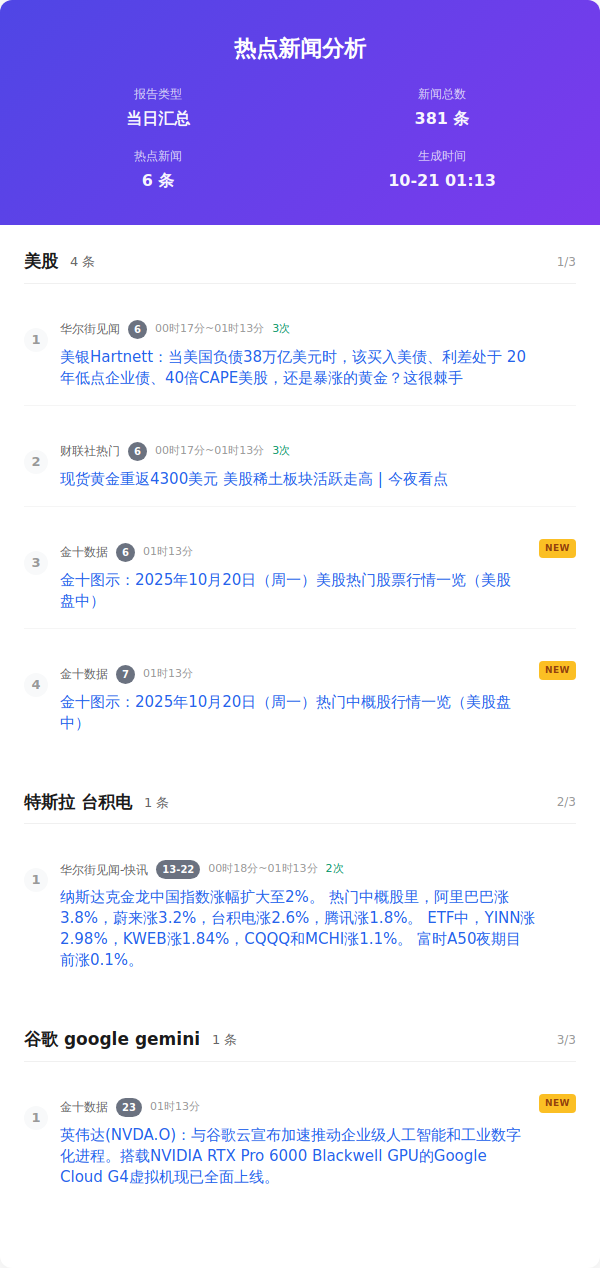 热点新闻分析
报告类型
当日汇总
新闻总数
381 条
热点新闻
6 条
生成时间
10-21 01:13
美股 4 条 1/3
1
华尔街见闻 6 00时17分~01时13分 3次
美银Hartnett：当美国负债38万亿美元时，该买入美债、利差处于 20
年低点企业债、40倍CAPE美股，还是暴涨的黄金？这很棘手
2
财联社热门 6 00时17分~01时13分 3次
现货黄金重返4300美元 美股稀土板块活跃走高 | 今夜看点
3
金十数据 6 01时13分 NEW
金十图示：2025年10月20日（周一）美股热门股票行情一览（美股
盘中）
4
金十数据 7 01时13分 NEW
金十图示：2025年10月20日（周一）热门中概股行情一览（美股盘
中）
特斯拉 台积电 1 条 2/3
1
华尔街见闻-快讯 13-22 00时18分~01时13分 2次
纳斯达克金龙中国指数涨幅扩大至2%。 热门中概股里，阿里巴巴涨
3.8%，蔚来涨3.2%，台积电涨2.6%，腾讯涨1.8%。 ETF中，YINN涨
2.98%，KWEB涨1.84%，CQQQ和MCHI涨1.1%。 富时A50夜期目
前涨0.1%。
谷歌 google gemini 1 条 3/3
1
金十数据 23 01时13分 NEW
英伟达(NVDA.O)：与谷歌云宣布加速推动企业级人工智能和工业数字
化进程。搭载NVIDIA RTX Pro 6000 Blackwell GPU的Google
Cloud G4虚拟机现已全面上线。